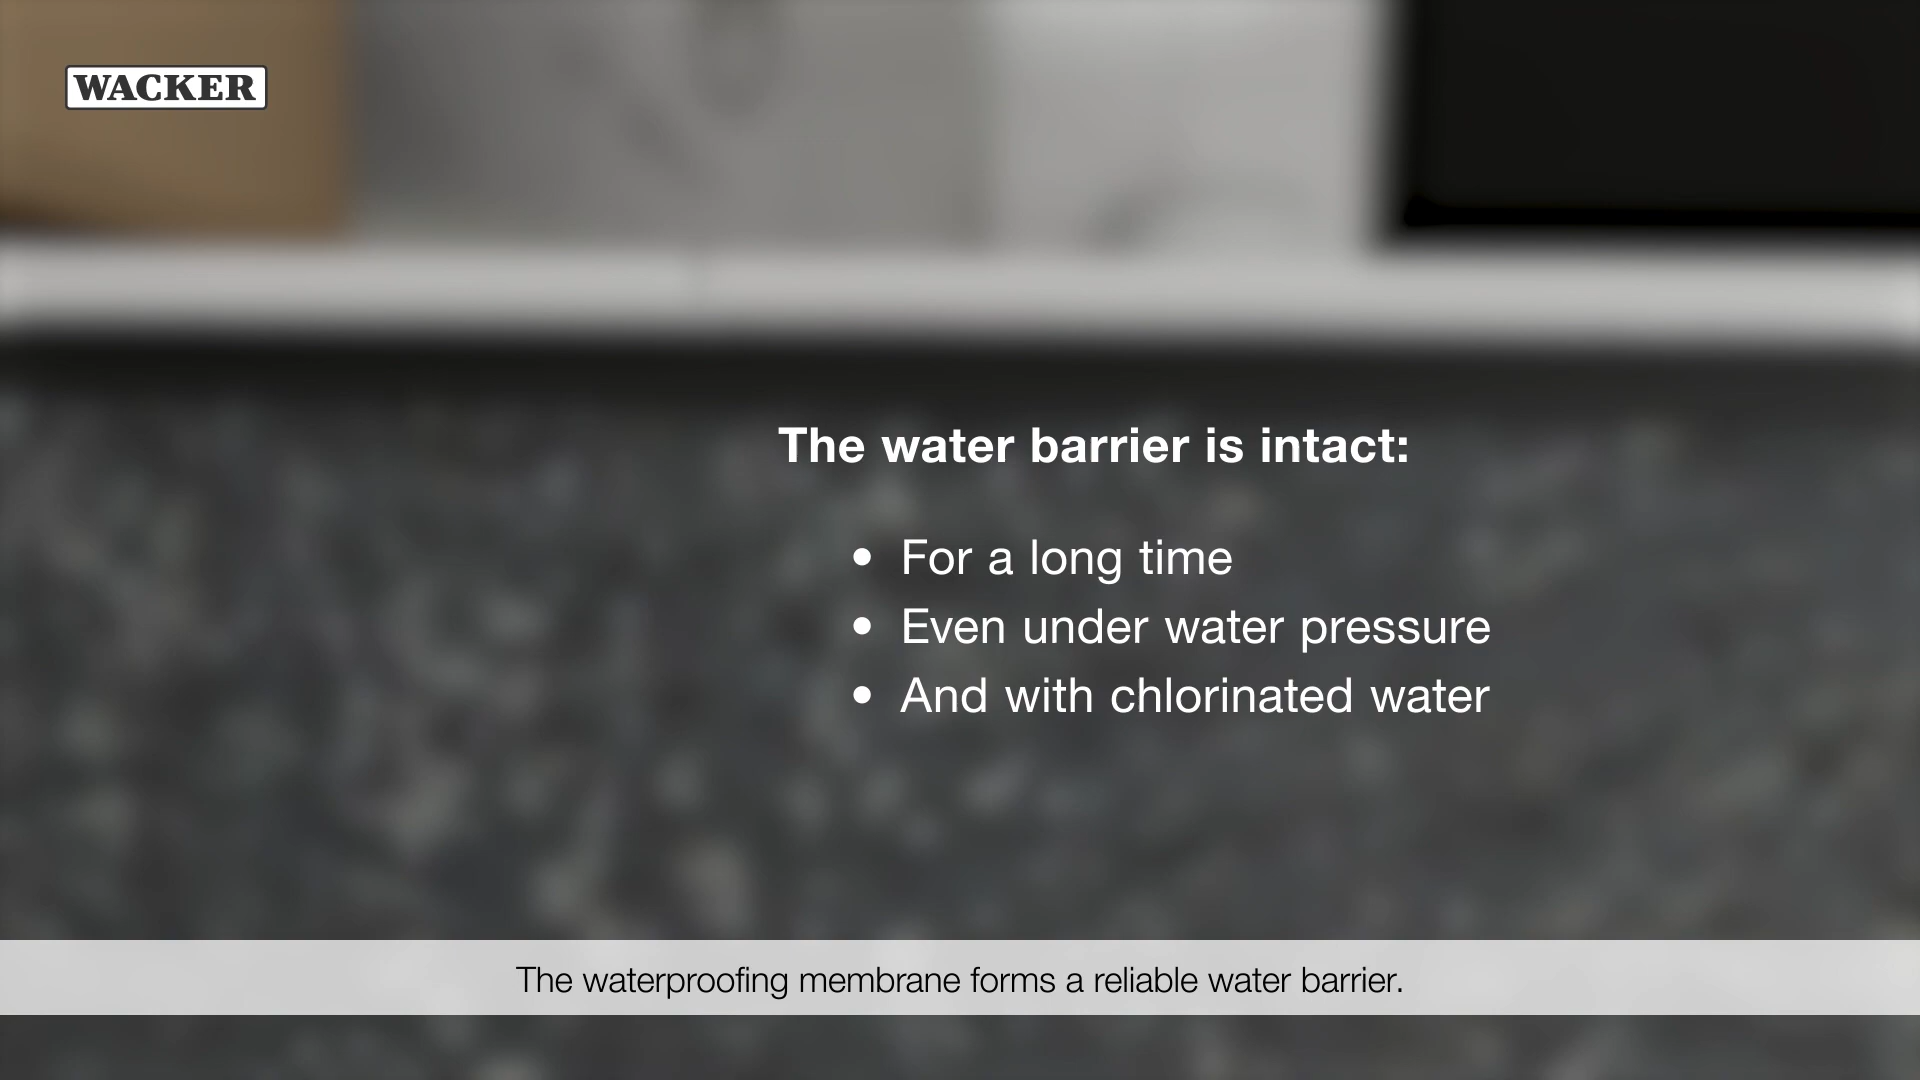 WACKER
The water barrier is intact:
• For a long time
• Even under water pressure
• And with chlorinated water
The waterproofing membrane forms a reliable water barrier.